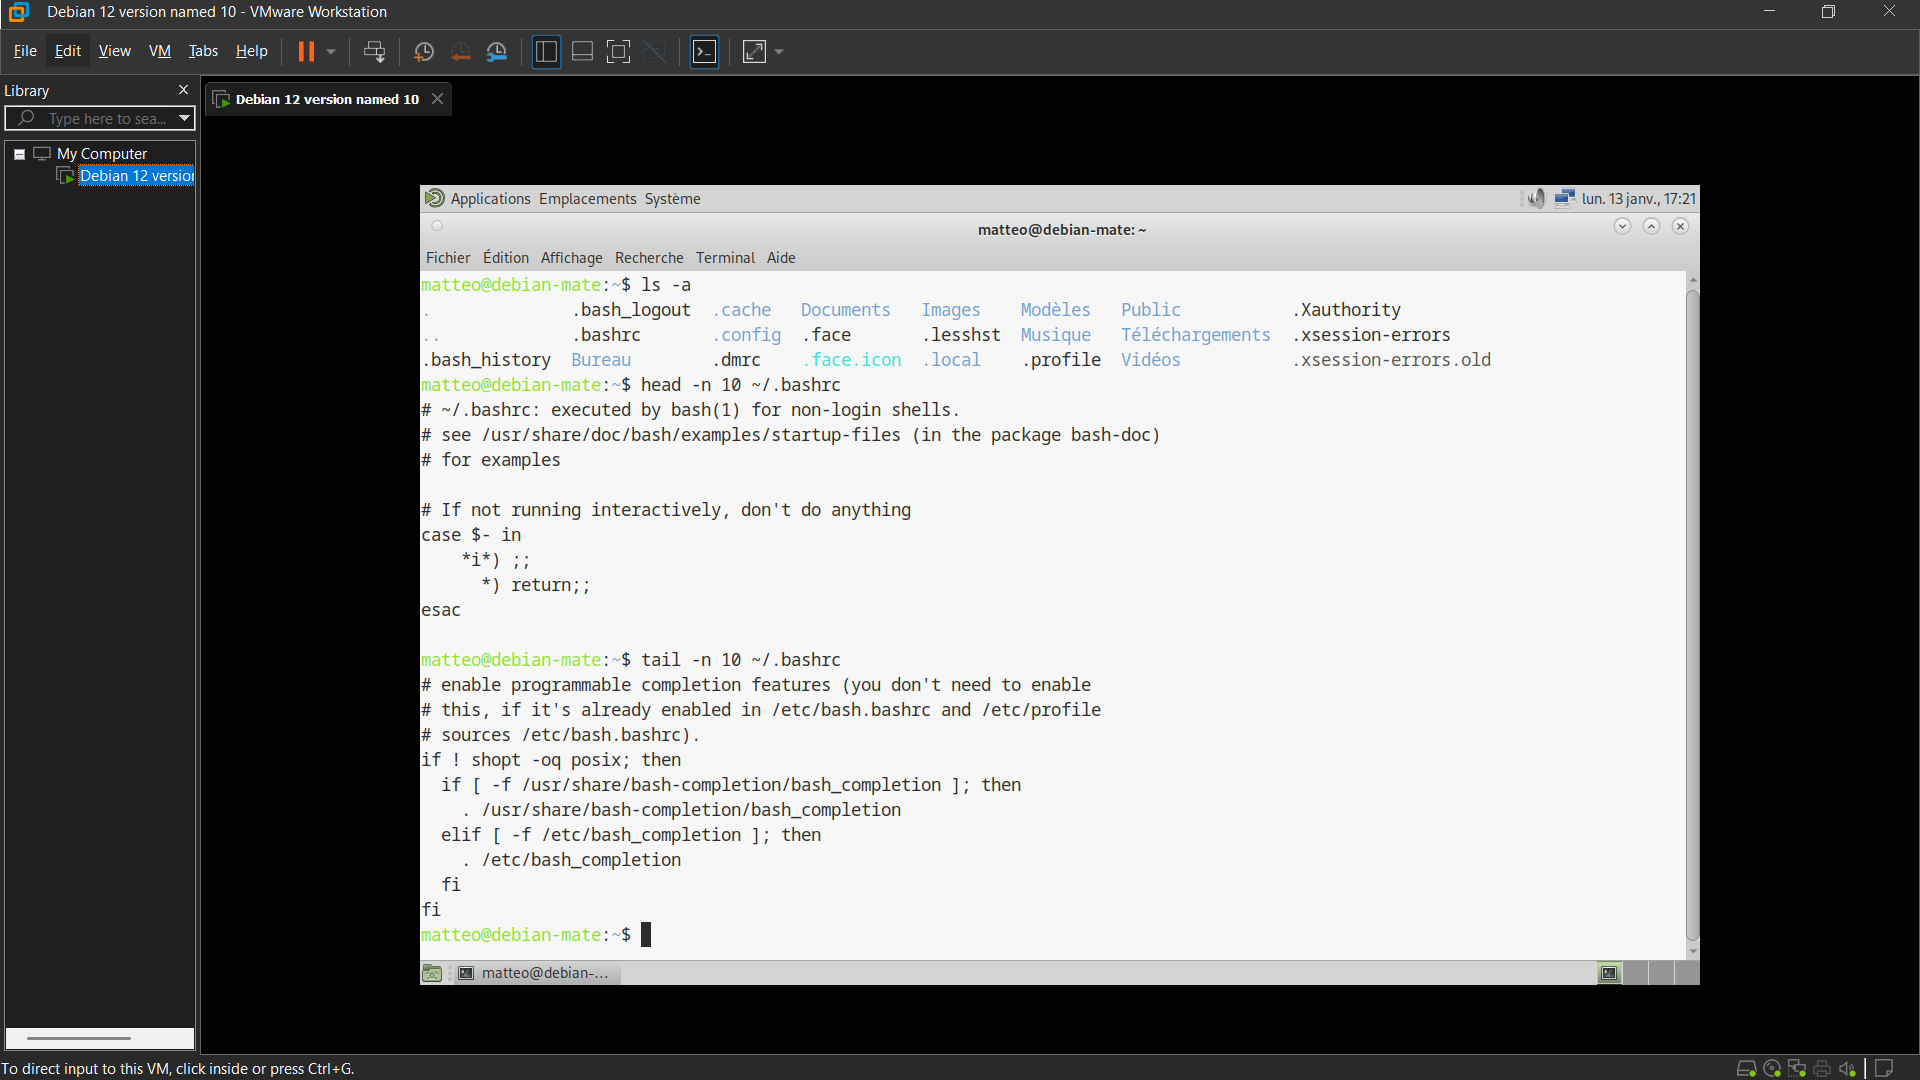 Debian 12 version named 10 - VMware Workstation
File Edit View VM Tabs Help
Library
Type here to sea...
My Computer
Debian 12 version
Debian 12 version named 10
Applications Emplacements Système
lun. 13 janv., 17:21
matteo@debian-mate: ~
Fichier Édition Affichage Recherche Terminal Aide
matteo@debian-mate:~$ ls -a
. .bash_logout .cache Documents Images Modèles Public .Xauthority
.. .bashrc .config .face .lesshst Musique Téléchargements .xsession-errors
.bash_history Bureau .dmrc .face.icon .local .profile Vidéos .xsession-errors.old
matteo@debian-mate:~$ head -n 10 ~/.bashrc
# ~/.bashrc: executed by bash(1) for non-login shells.
# see /usr/share/doc/bash/examples/startup-files (in the package bash-doc)
# for examples
# If not running interactively, don't do anything
case $- in
    *i*) ;;
      *) return;;
esac
matteo@debian-mate:~$ tail -n 10 ~/.bashrc
# enable programmable completion features (you don't need to enable
# this, if it's already enabled in /etc/bash.bashrc and /etc/profile
# sources /etc/bash.bashrc).
if ! shopt -oq posix; then
  if [ -f /usr/share/bash-completion/bash_completion ]; then
    . /usr/share/bash-completion/bash_completion
  elif [ -f /etc/bash_completion ]; then
    . /etc/bash_completion
  fi
fi
matteo@debian-mate:~$
matteo@debian-...
To direct input to this VM, click inside or press Ctrl+G.